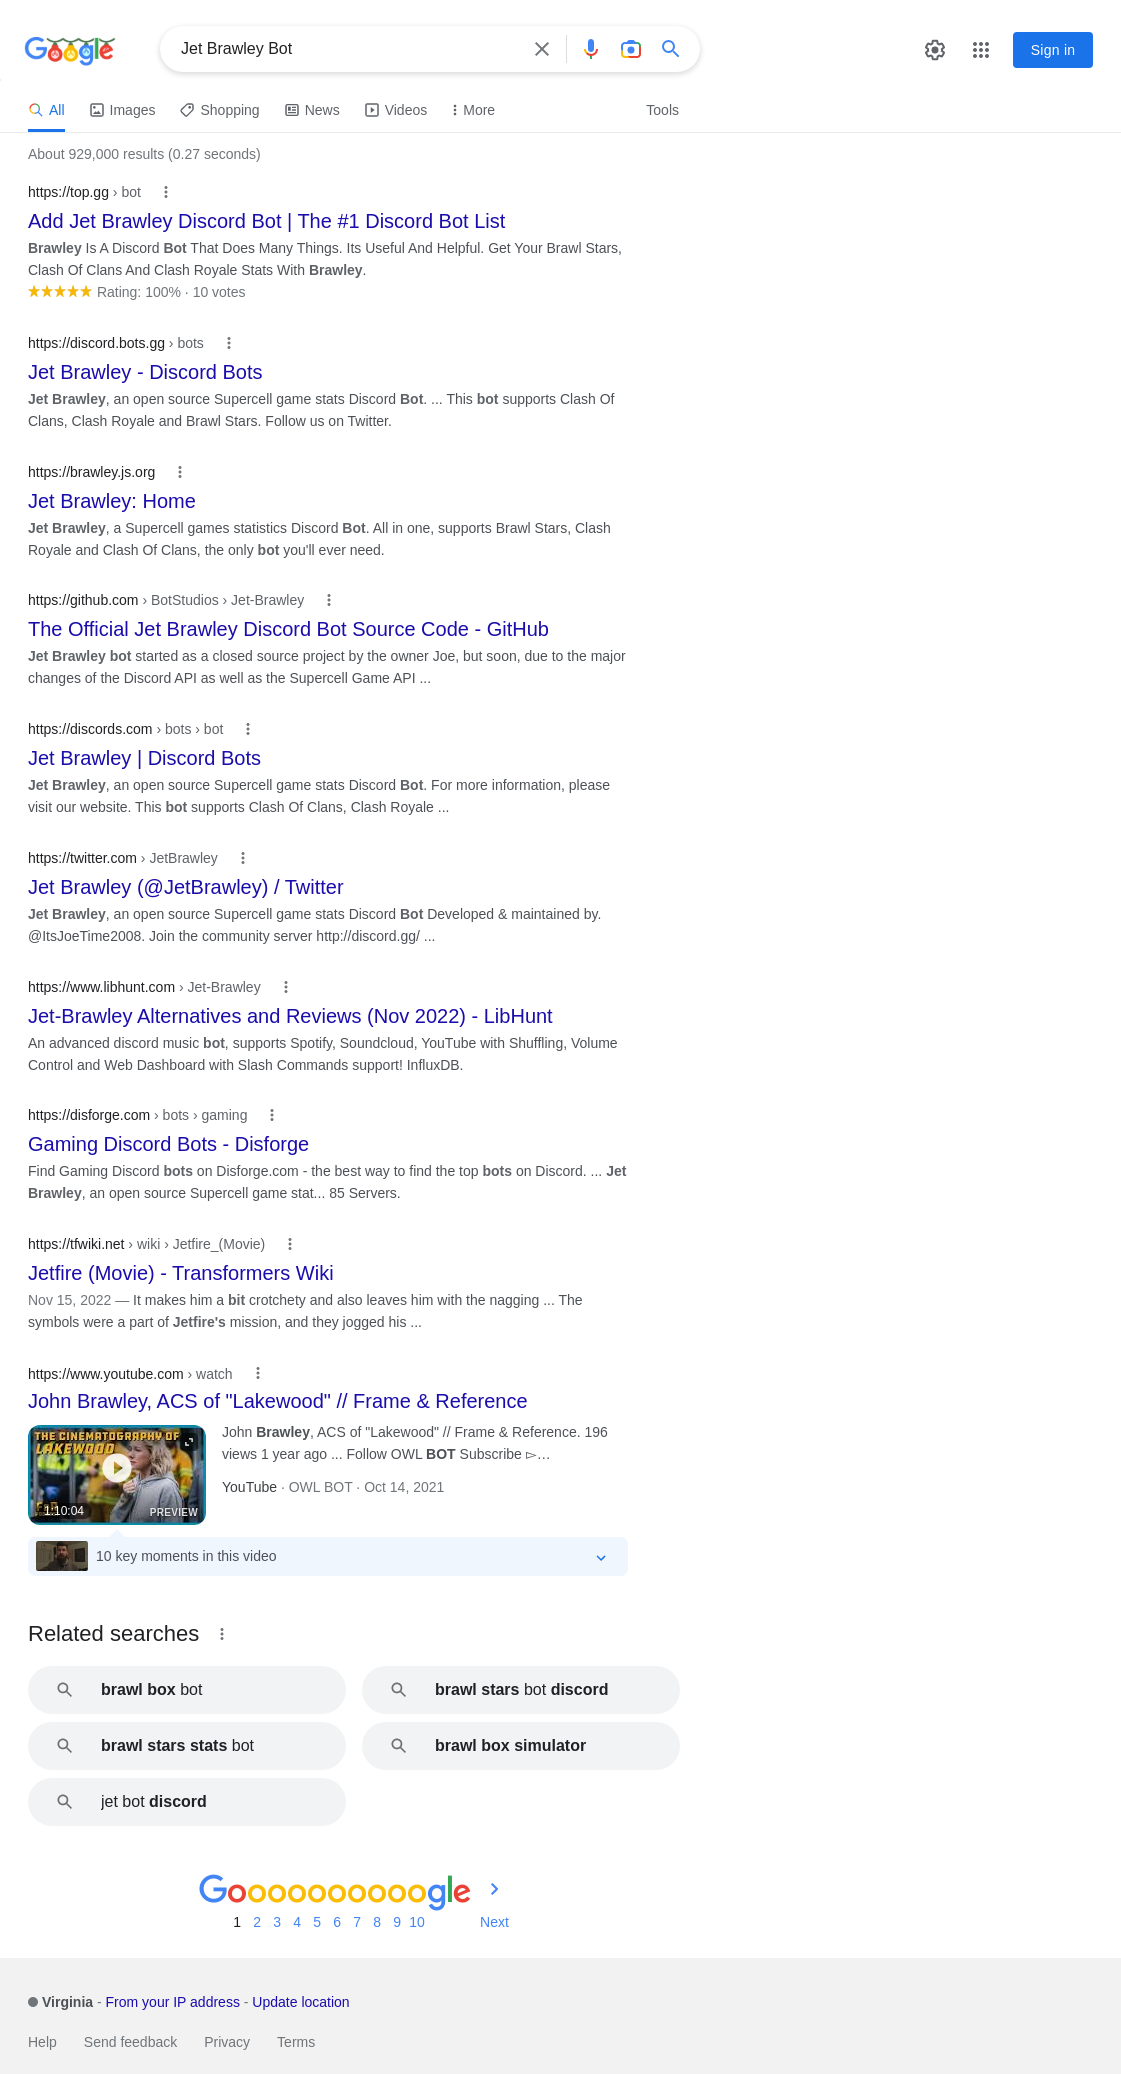 Google
Jet Brawley Bot
Sign in
All Images Shopping News Videos More Tools
About 929,000 results (0.27 seconds)
https://top.gg › bot
Add Jet Brawley Discord Bot | The #1 Discord Bot List
Brawley Is A Discord Bot That Does Many Things. Its Useful And Helpful. Get Your Brawl Stars,
Clash Of Clans And Clash Royale Stats With Brawley.
Rating: 100% · 10 votes
https://discord.bots.gg › bots
Jet Brawley - Discord Bots
Jet Brawley, an open source Supercell game stats Discord Bot. ... This bot supports Clash Of
Clans, Clash Royale and Brawl Stars. Follow us on Twitter.
https://brawley.js.org
Jet Brawley: Home
Jet Brawley, a Supercell games statistics Discord Bot. All in one, supports Brawl Stars, Clash
Royale and Clash Of Clans, the only bot you'll ever need.
https://github.com › BotStudios › Jet-Brawley
The Official Jet Brawley Discord Bot Source Code - GitHub
Jet Brawley bot started as a closed source project by the owner Joe, but soon, due to the major
changes of the Discord API as well as the Supercell Game API ...
https://discords.com › bots › bot
Jet Brawley | Discord Bots
Jet Brawley, an open source Supercell game stats Discord Bot. For more information, please
visit our website. This bot supports Clash Of Clans, Clash Royale ...
https://twitter.com › JetBrawley
Jet Brawley (@JetBrawley) / Twitter
Jet Brawley, an open source Supercell game stats Discord Bot Developed & maintained by.
@ItsJoeTime2008. Join the community server http://discord.gg/ ...
https://www.libhunt.com › Jet-Brawley
Jet-Brawley Alternatives and Reviews (Nov 2022) - LibHunt
An advanced discord music bot, supports Spotify, Soundcloud, YouTube with Shuffling, Volume
Control and Web Dashboard with Slash Commands support! InfluxDB.
https://disforge.com › bots › gaming
Gaming Discord Bots - Disforge
Find Gaming Discord bots on Disforge.com - the best way to find the top bots on Discord. ... Jet
Brawley, an open source Supercell game stat... 85 Servers.
https://tfwiki.net › wiki › Jetfire_(Movie)
Jetfire (Movie) - Transformers Wiki
Nov 15, 2022 — It makes him a bit crotchety and also leaves him with the nagging ... The
symbols were a part of Jetfire's mission, and they jogged his ...
https://www.youtube.com › watch
John Brawley, ACS of "Lakewood" // Frame & Reference
THE CINEMATOGRAPHY OF
LAKEWOOD
1:10:04
PREVIEW
John Brawley, ACS of "Lakewood" // Frame & Reference. 196
views 1 year ago ... Follow OWL BOT Subscribe ▻…
YouTube · OWL BOT · Oct 14, 2021
10 key moments in this video
Related searches
brawl box bot
brawl stars bot discord
brawl stars stats bot
brawl box simulator
jet bot discord
Goooooooooogle
1 2 3 4 5 6 7 8 9 10 Next
Virginia - From your IP address - Update location
Help Send feedback Privacy Terms